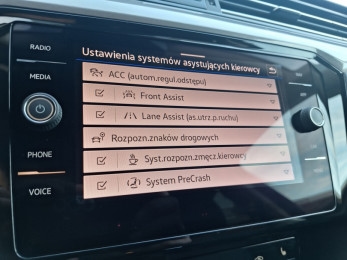 RADIO
MEDIA
PHONE
VOICE
Ustawienia systemów asystujących kierowcy
ACC (autom.regul.odstępu)
Front Assist
Lane Assist (as.utrz.p.ruchu)
Rozpozn.znaków drogowych
Syst.rozpozn.zmęcz.kierowcy
System PreCrash